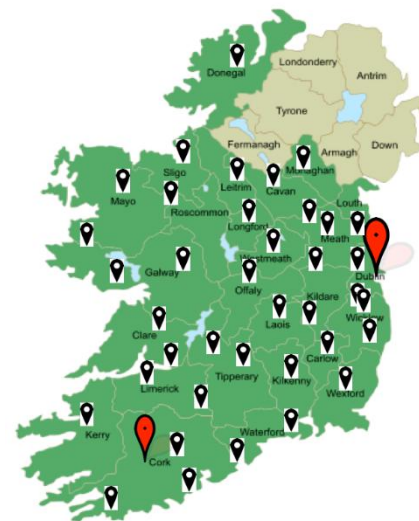 Donegal
Londonderry
Antrim
Tyrone
Fermanagh
Armagh
Down
Monaghan
Sligo
Leitrim
Cavan
Mayo
Roscommon
Louth
Longford
Meath
Westmeath
Galway
Dublin
Offaly
Kildare
Wicklow
Laois
Clare
Carlow
Limerick
Tipperary
Kilkenny
Wexford
Kerry
Waterford
Cork